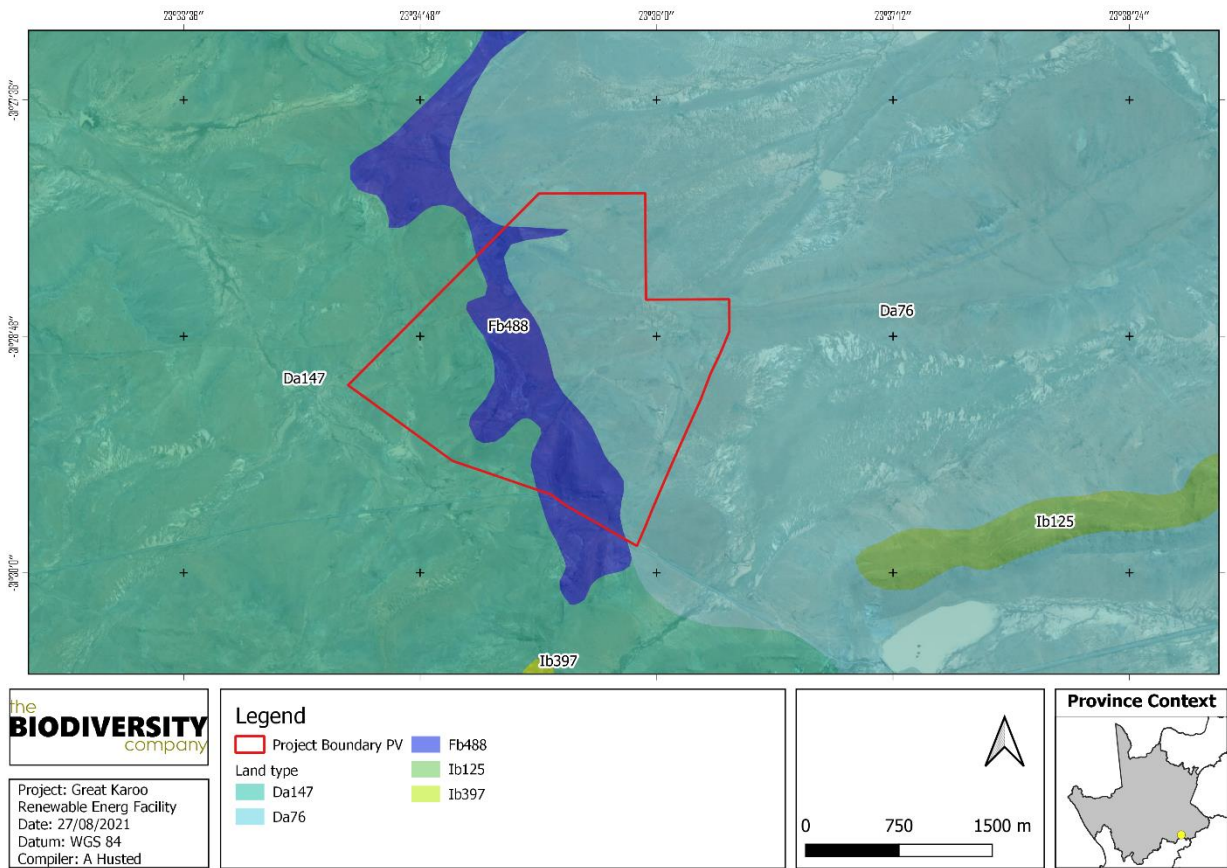 23°33'36"
23°34'48"
23°36'0"
23°37'12"
23°38'24"
Fb488
Da76
Da147
Ib125
Ib397
the
BIODIVERSITY
company
Project: Great Karoo
Renewable Energ Facility
Date: 27/08/2021
Datum: WGS 84
Compiler: A Husted
Legend
Project Boundary PV
Land type
Da147
Da76
Fb488
Ib125
Ib397
0 750 1500 m
Province Context